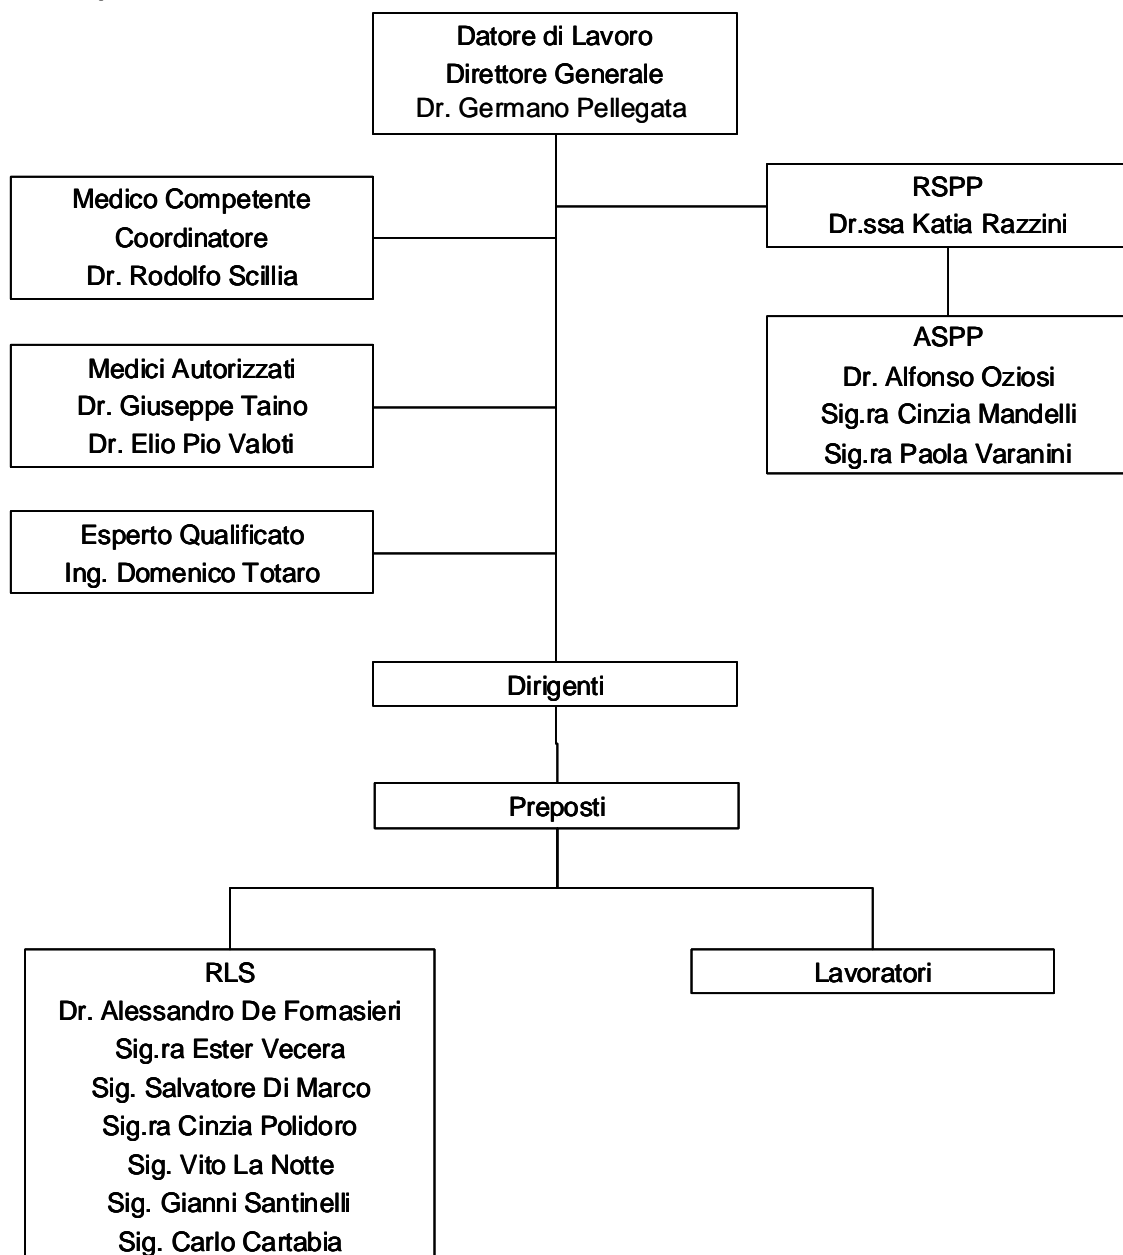 Datore di Lavoro
Direttore Generale
Dr. Germano Pellegata
Medico Competente
Coordinatore
Dr. Rodolfo Scillia
RSPP
Dr.ssa Katia Razzini
Medici Autorizzati
Dr. Giuseppe Taino
Dr. Elio Pio Valoti
ASPP
Dr. Alfonso Oziosi
Sig.ra Cinzia Mandelli
Sig.ra Paola Varanini
Esperto Qualificato
Ing. Domenico Totaro
Dirigenti
Preposti
RLS
Dr. Alessandro De Fornasieri
Sig.ra Ester Vecera
Sig. Salvatore Di Marco
Sig.ra Cinzia Polidoro
Sig. Vito La Notte
Sig. Gianni Santinelli
Sig. Carlo Cartabia
Lavoratori